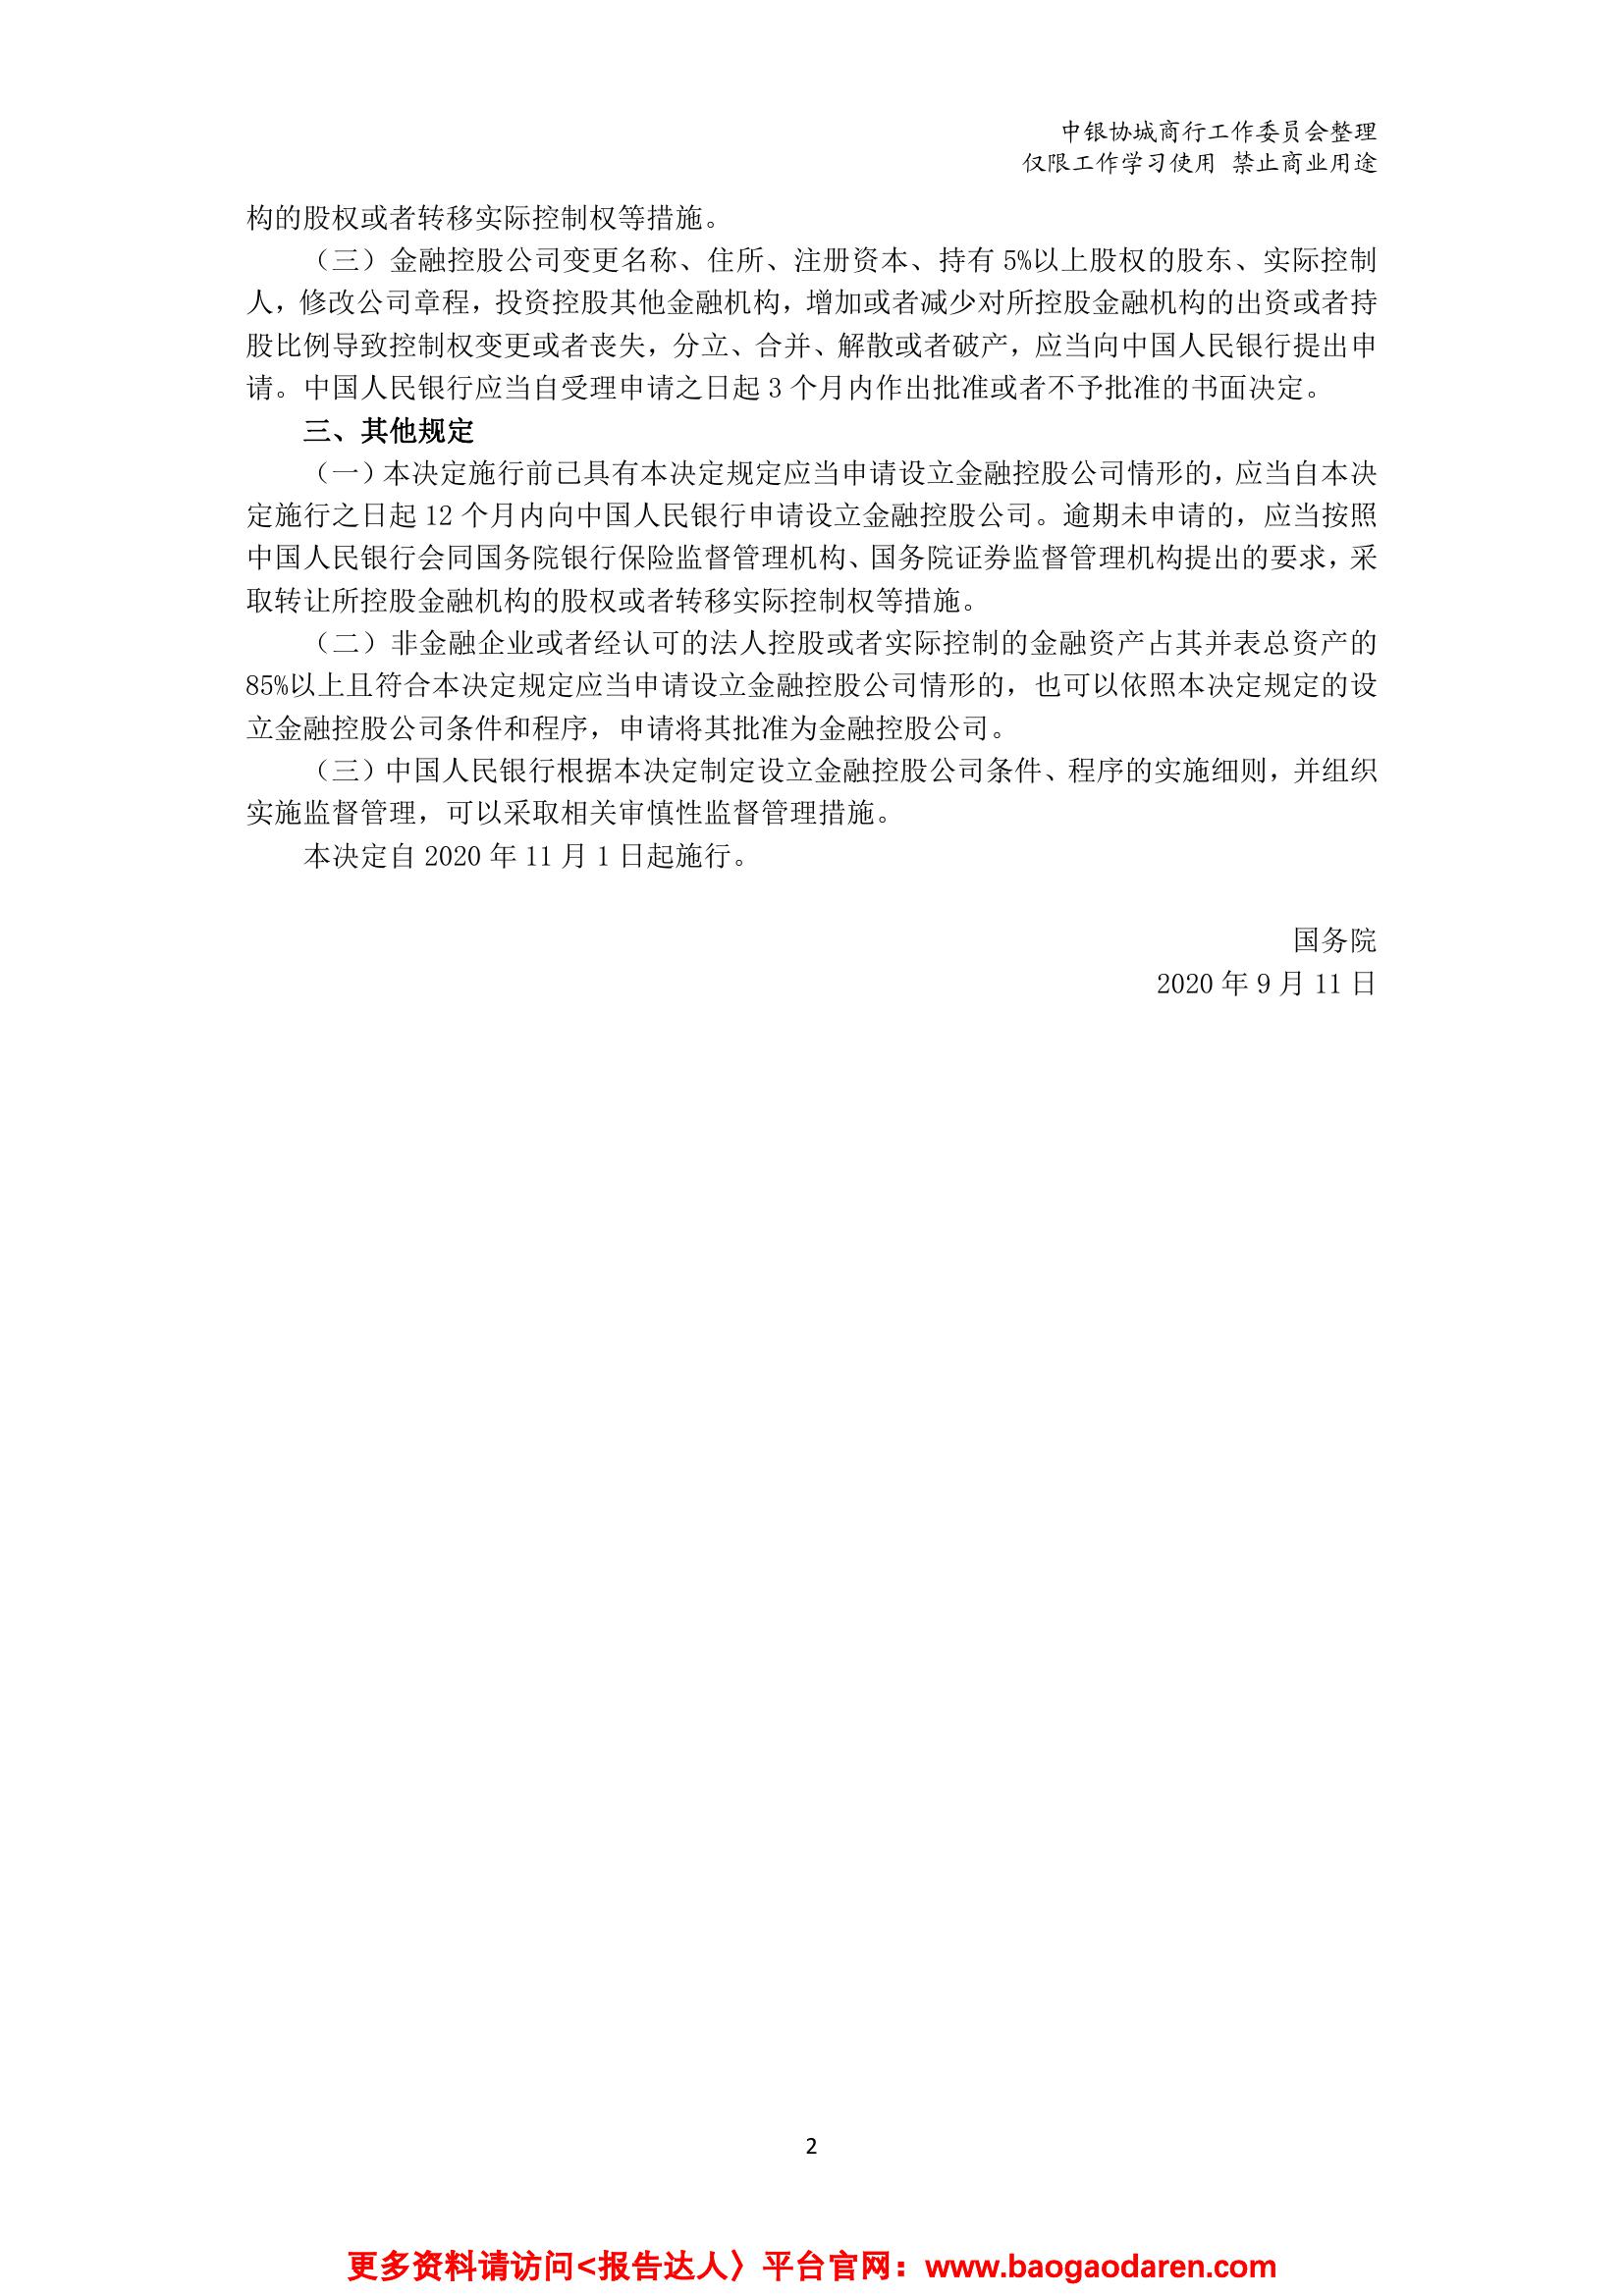 中银协城商行工作委员会整理
仅限工作学习使用 禁止商业用途
构的股权或者转移实际控制权等措施。
（三）金融控股公司变更名称、住所、注册资本、持有 5%以上股权的股东、实际控制
人，修改公司章程，投资控股其他金融机构，增加或者减少对所控股金融机构的出资或者持
股比例导致控制权变更或者丧失，分立、合并、解散或者破产，应当向中国人民银行提出申
请。中国人民银行应当自受理申请之日起 3 个月内作出批准或者不予批准的书面决定。
三、其他规定
（一）本决定施行前已具有本决定规定应当申请设立金融控股公司情形的，应当自本决
定施行之日起 12 个月内向中国人民银行申请设立金融控股公司。逾期未申请的，应当按照
中国人民银行会同国务院银行保险监督管理机构、国务院证券监督管理机构提出的要求，采
取转让所控股金融机构的股权或者转移实际控制权等措施。
（二）非金融企业或者经认可的法人控股或者实际控制的金融资产占其并表总资产的
85%以上且符合本决定规定应当申请设立金融控股公司情形的，也可以依照本决定规定的设
立金融控股公司条件和程序，申请将其批准为金融控股公司。
（三）中国人民银行根据本决定制定设立金融控股公司条件、程序的实施细则，并组织
实施监督管理，可以采取相关审慎性监督管理措施。
本决定自 2020 年 11 月 1 日起施行。
国务院
2020 年 9 月 11 日
2
更多资料请访问<报告达人〉平台官网：www.baogaodaren.com